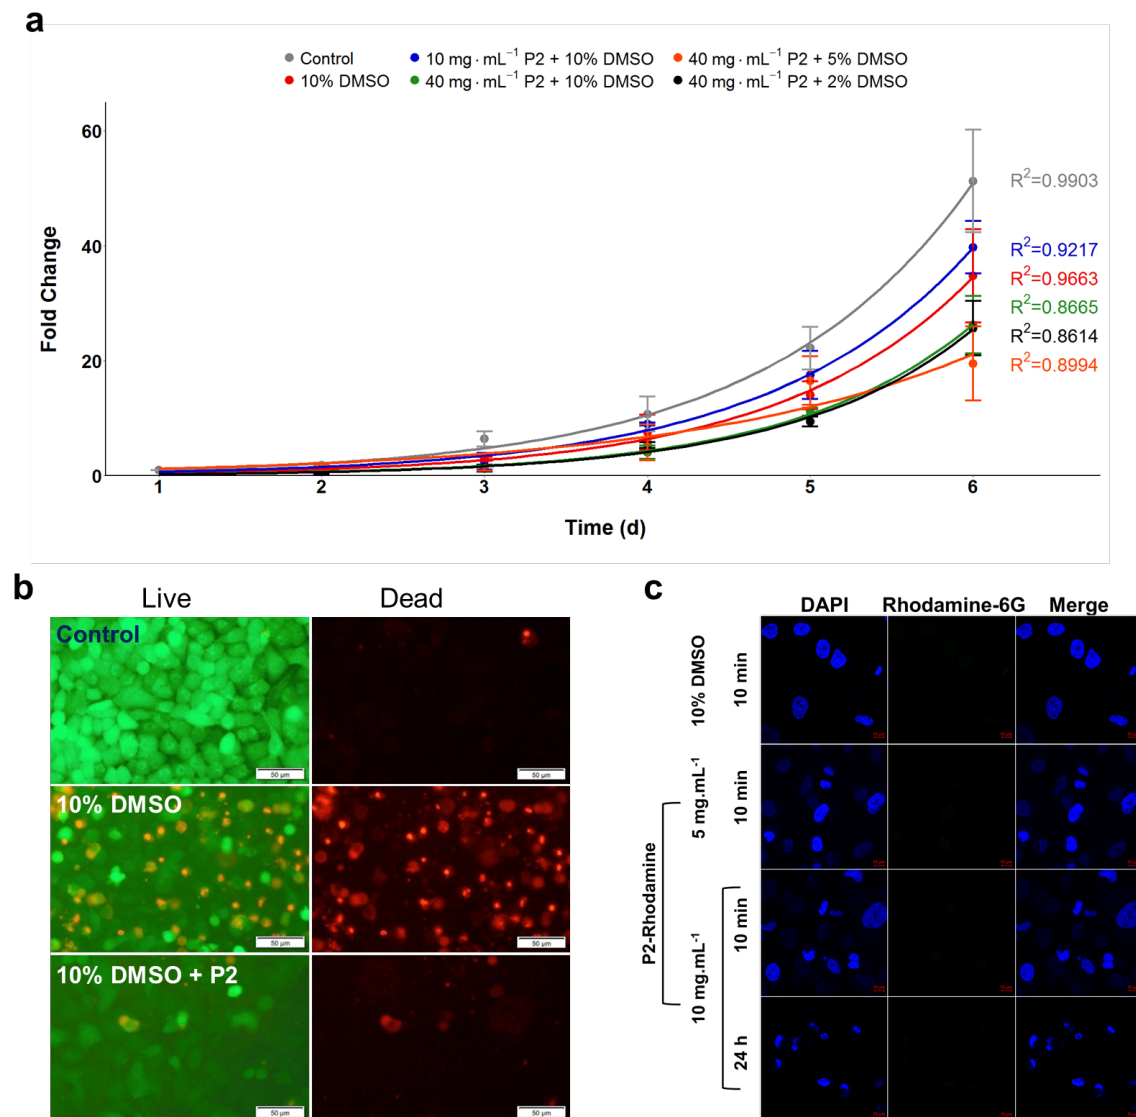 a
Control
10 mg · mL⁻¹ P2 + 10% DMSO
40 mg · mL⁻¹ P2 + 5% DMSO
10% DMSO
40 mg · mL⁻¹ P2 + 10% DMSO
40 mg · mL⁻¹ P2 + 2% DMSO
60
40
20
0
Fold Change
1 2 3 4 5 6
Time (d)
R²=0.9903
R²=0.9217
R²=0.9663
R²=0.8665
R²=0.8614
R²=0.8994
b
Live Dead
Control
50 µm
50 µm
10% DMSO
50 µm
50 µm
10% DMSO + P2
50 µm
50 µm
c
DAPI Rhodamine-6G Merge
10% DMSO
10 min
P2-Rhodamine
5 mg.mL⁻¹
10 min
10 mg.mL⁻¹
10 min
24 h